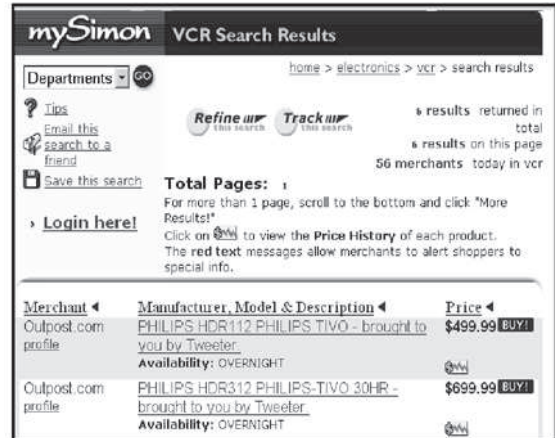 mySimon VCR Search Results
Departments GO
home > electronics > vcr > search results
? Tips
Email this
search to a
friend
Save this search
› Login here!
Refine this search Track this search
6 results returned in
total
6 results on this page
56 merchants today in vcr
Total Pages: 1
For more than 1 page, scroll to the bottom and click "More
Results!"
Click on to view the Price History of each product.
The red text messages allow merchants to alert shoppers to
special info.
Merchant Manufacturer, Model & Description Price
Outpost.com PHILIPS HDR112 PHILIPS TIVO - brought to $499.99 BUY!
profile you by Tweeter
Availability: OVERNIGHT
Outpost.com PHILIPS HDR312 PHILIPS-TIVO 30HR - $699.99 BUY!
profile brought to you by Tweeter
Availability: OVERNIGHT